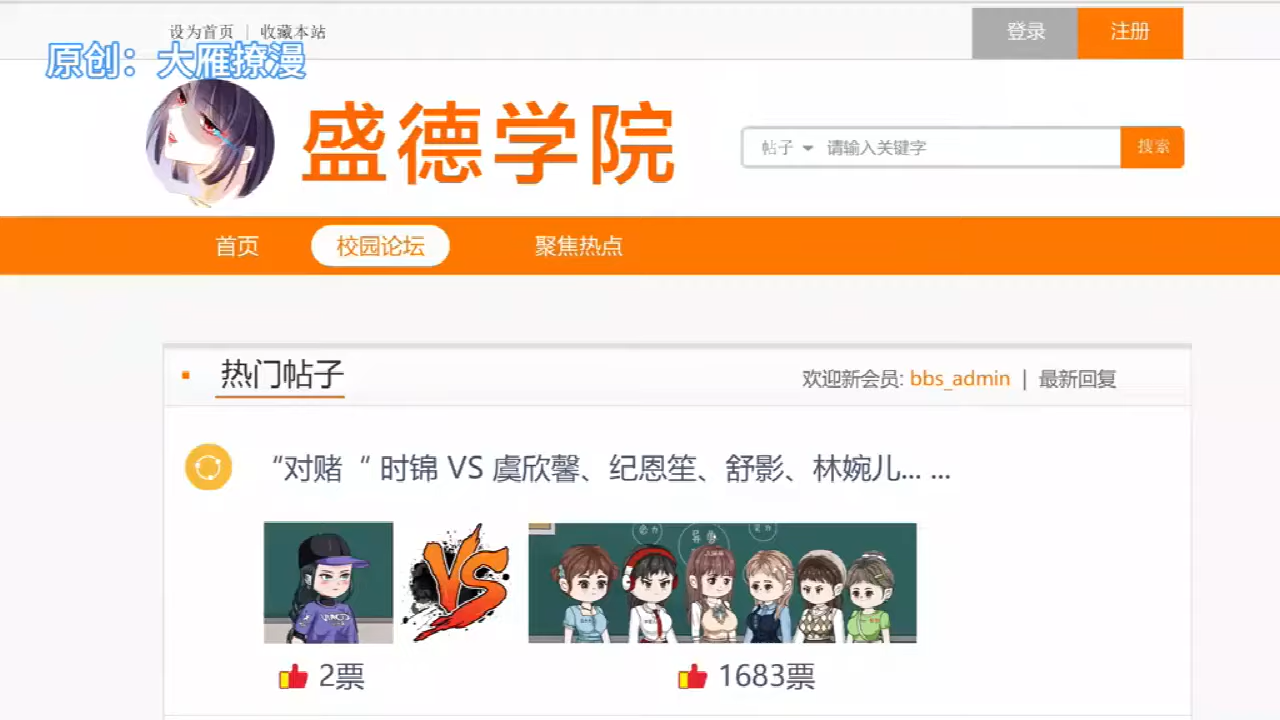 设为首页 | 收藏本站
登录 注册
原创：大雁撩漫
盛德学院
帖子 请输入关键字 搜索
首页 校园论坛 聚焦热点
热门帖子
欢迎新会员: bbs_admin | 最新回复
“对赌 “ 时锦 VS 虞欣馨、纪恩笙、舒影、林婉儿... ...
VS
2票 1683票